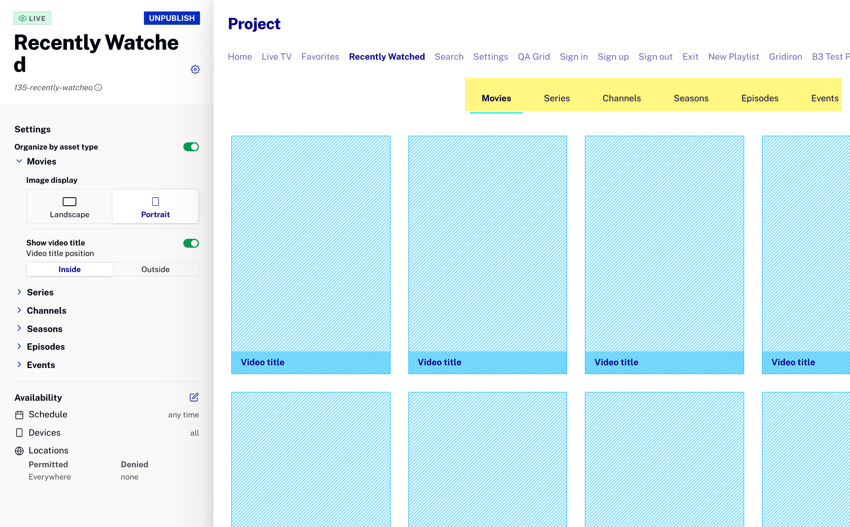 LIVE
UNPUBLISH
Recently Watche
d
135-recently-watched
Settings
Organize by asset type
Movies
Image display
Landscape
Portrait
Show video title
Video title position
Inside
Outside
Series
Channels
Seasons
Episodes
Events
Availability
Schedule
any time
Devices
all
Locations
Permitted
Denied
Everywhere
none
Project
Home Live TV Favorites Recently Watched Search Settings QA Grid Sign in Sign up Sign out Exit New Playlist Gridiron B3 Test P
Movies Series Channels Seasons Episodes Events
Video title Video title Video title Video title